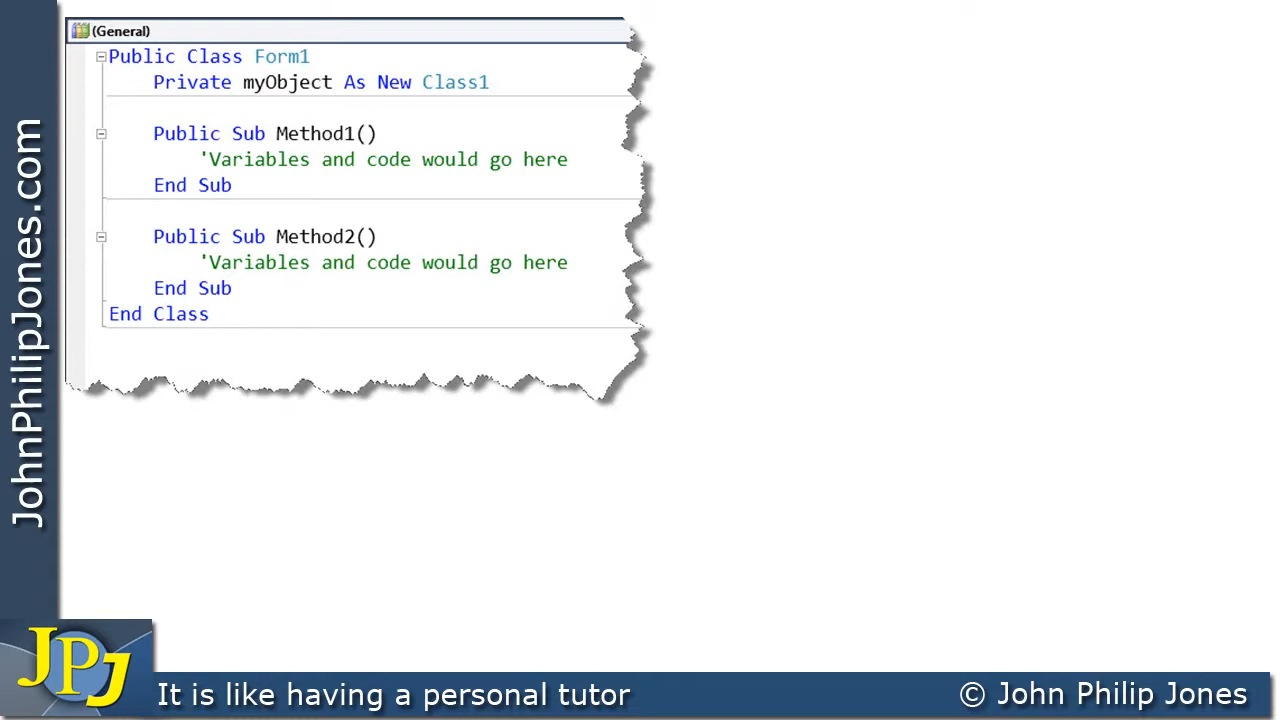 (General)
Public Class Form1
Private myObject As New Class1
Public Sub Method1()
'Variables and code would go here
End Sub
Public Sub Method2()
'Variables and code would go here
End Sub
End Class
JohnPhilipJones.com
JPJ
It is like having a personal tutor
© John Philip Jones